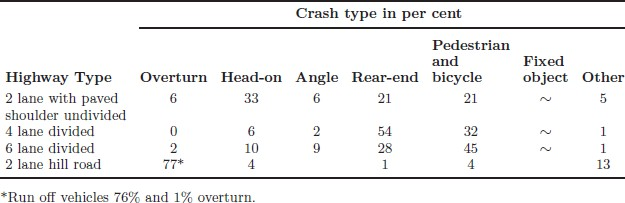 Crash type in per cent
Pedestrian
and Fixed
Highway Type Overturn Head-on Angle Rear-end bicycle object Other
2 lane with paved 6 33 6 21 21 ~ 5
shoulder undivided
4 lane divided 0 6 2 54 32 ~ 1
6 lane divided 2 10 9 28 45 ~ 1
2 lane hill road 77* 4 1 4 13
*Run off vehicles 76% and 1% overturn.